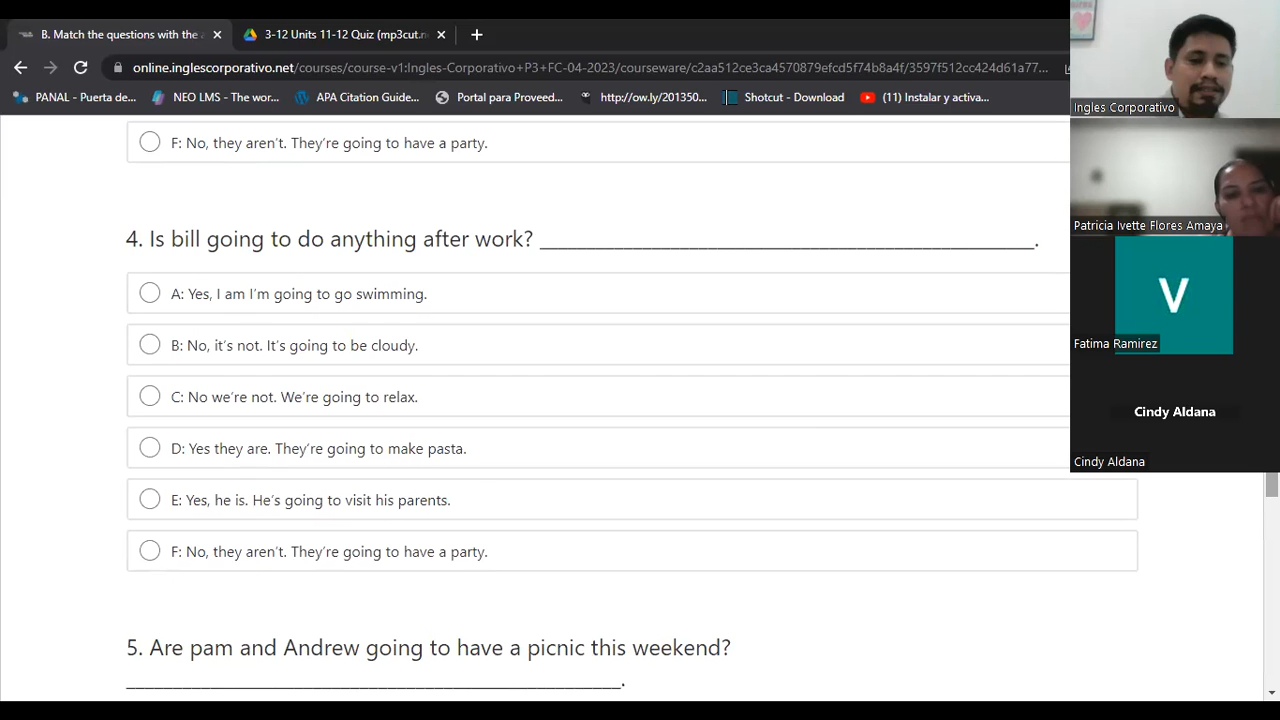 B. Match the questions with the
3-12 Units 11-12 Quiz (mp3cut.n
online.inglescorporativo.net/courses/course-v1:Ingles-Corporativo+P3+EC-04-2023/courseware/c2aa512ce3ca4570879efcd5f74b8a4f/3597f512cc424d61a77...
PANAL - Puerta de...
NEO LMS - The wor...
APA Citation Guide...
Portal para Proveed...
http://ow.ly/201350...
Shotcut - Download
(11) Instalar y activa...
F: No, they aren't. They're going to have a party.
4. Is bill going to do anything after work? ______________________________________________.
A: Yes, I am I'm going to go swimming.
B: No, it's not. It's going to be cloudy.
C: No we're not. We're going to relax.
D: Yes they are. They're going to make pasta.
E: Yes, he is. He's going to visit his parents.
F: No, they aren't. They're going to have a party.
5. Are pam and Andrew going to have a picnic this weekend?
______________________________________________.
Ingles Corporativo
Patricia Ivette Flores Amaya
V
Fatima Ramirez
Cindy Aldana
Cindy Aldana